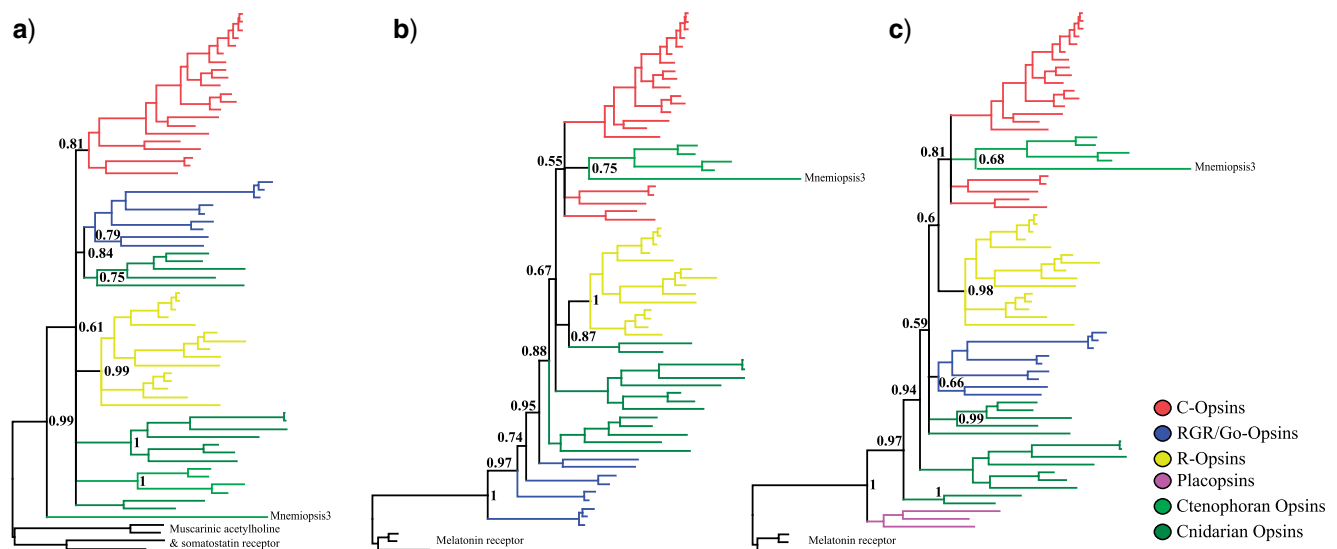 a)
0.81
0.79
0.84
0.75
0.61
0.99
0.99
1
1
Mnemiopsis3
Muscarinic acetylholine
& somatostatin receptor
b)
0.55
0.75
Mnemiopsis3
0.67
1
0.87
0.88
0.95
0.74
0.97
1
Melatonin receptor
c)
0.81
0.68
Mnemiopsis3
0.6
0.98
0.59
0.66
0.94
0.99
0.97
1
1
Melatonin receptor
C-Opsins
RGR/Go-Opsins
R-Opsins
Placopsins
Ctenophoran Opsins
Cnidarian Opsins